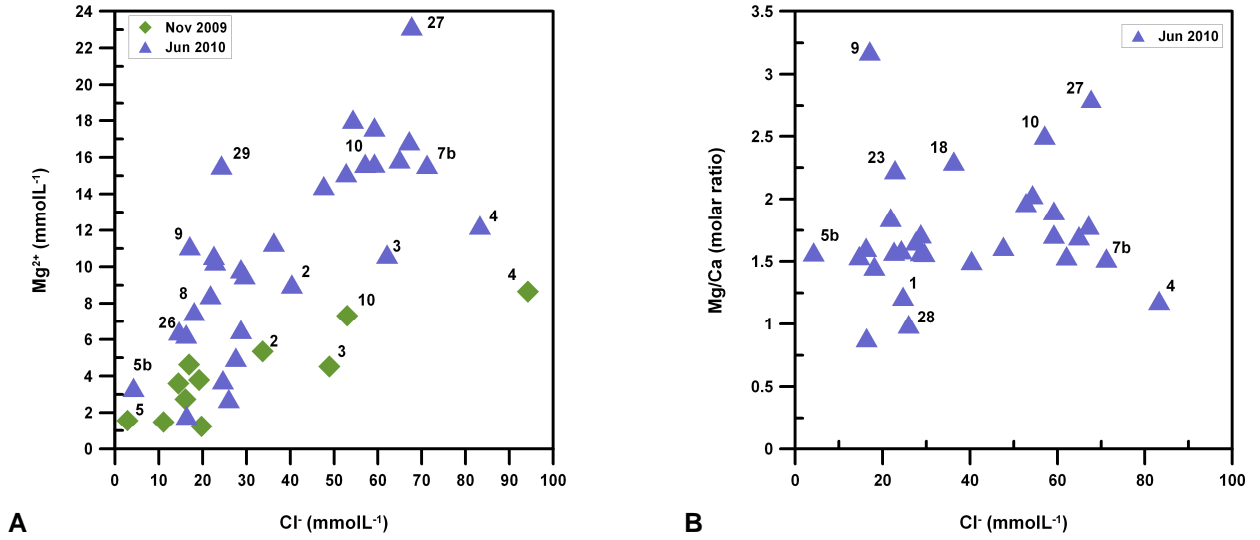 24
22
20
18
16
14
12
10
8
6
4
2
0
Mg²⁺ (mmolL⁻¹)
Nov 2009
Jun 2010
27
29
10
7b
9
4
3
2
8
26
5b
4
10
2
3
5
0 10 20 30 40 50 60 70 80 90 100
Cl⁻ (mmolL⁻¹)
A
3.5
3
2.5
2
1.5
1
0.5
0
Mg/Ca (molar ratio)
Jun 2010
9
27
10
23
18
5b
7b
1
4
28
0 20 40 60 80 100
Cl⁻ (mmolL⁻¹)
B